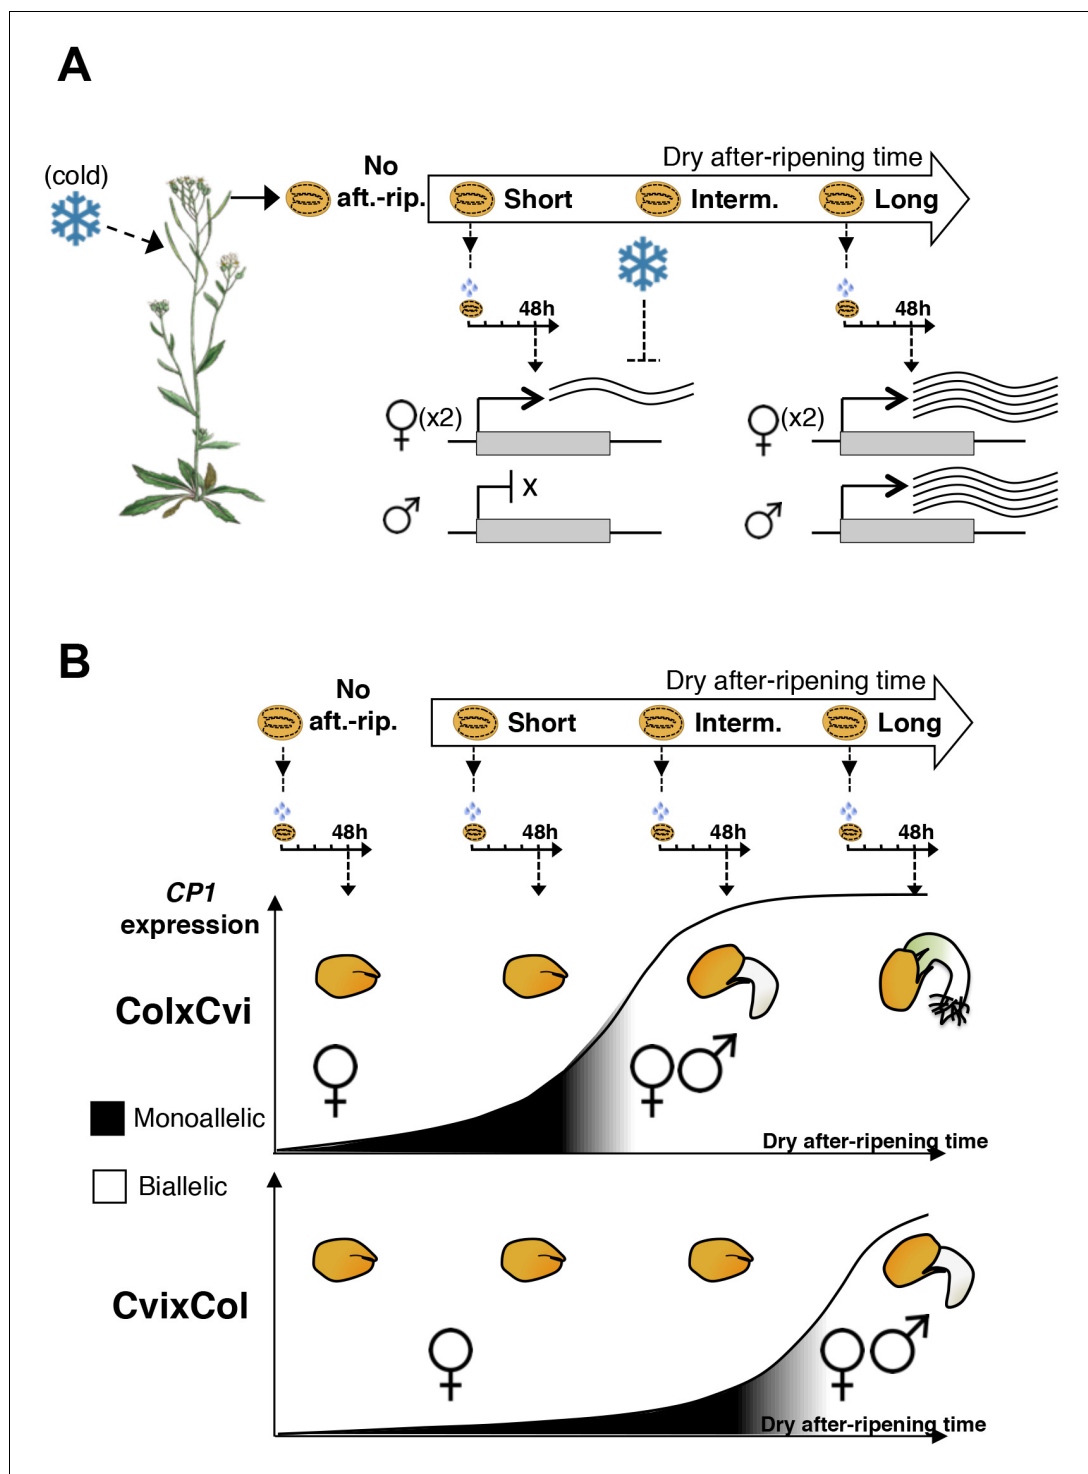 A
Dry after-ripening time
(cold)
No
aft.-rip.
Short
Interm.
Long
48h
48h
(x2)
(x2)
X
B
Dry after-ripening time
No
aft.-rip.
Short
Interm.
Long
48h
48h
48h
48h
CP1
expression
ColxCvi
Monoallelic
Dry after-ripening time
Biallelic
CvixCol
Dry after-ripening time